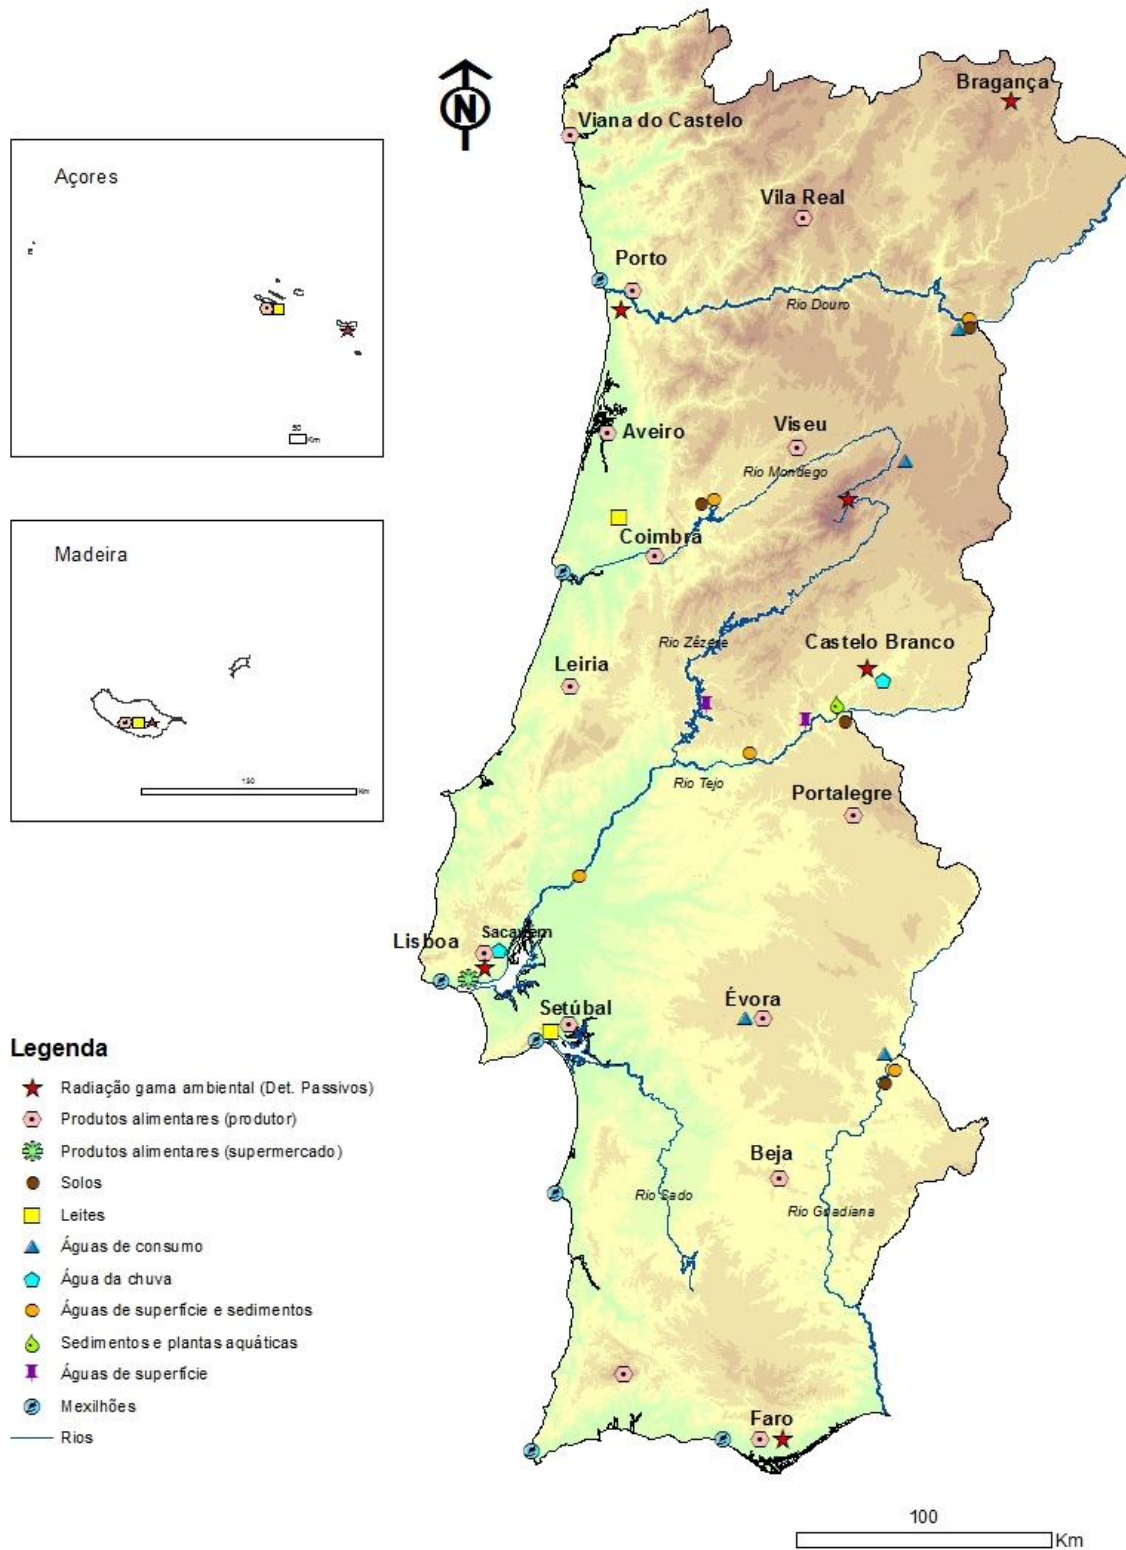 Bragança
N
Viana do Castelo
Açores
Vila Real
Porto
Rio Douro
Aveiro
Viseu
50
Km
Rio Mondego
Coimbra
Madeira
Rio Zêzere
Castelo Branco
Leiria
Km
Rio Tejo
Portalegre
Sacavém
Lisboa
Évora
Setúbal
Legenda
Radiação gama ambiental (Det. Passivos)
Produtos alimentares (produtor)
Produtos alimentares (supermercado)
Beja
Solos
Rio Sado
Rio Guadiana
Leites
Águas de consumo
Água da chuva
Águas de superfície e sedimentos
Sedimentos e plantas aquáticas
Águas de superfície
Mexilhões
Faro
Rios
100
Km